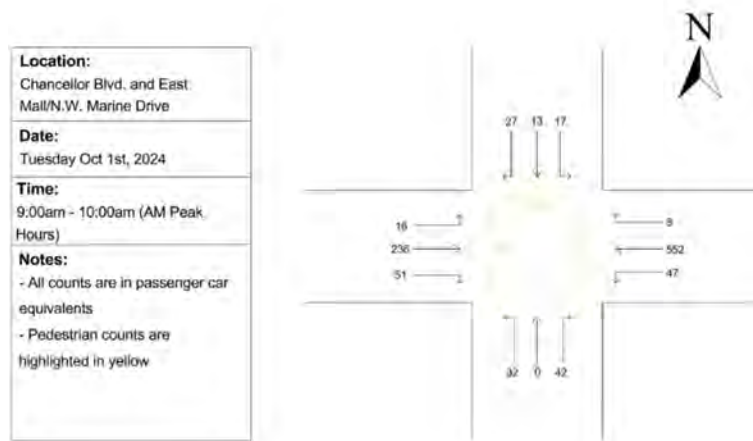 N
Location:
Chancellor Blvd. and East
Mall/N.W. Marine Drive
Date:
Tuesday Oct 1st, 2024
Time:
9:00am - 10:00am (AM Peak
Hours)
Notes:
- All counts are in passenger car
equivalents
- Pedestrian counts are
highlighted in yellow
27 13 17
16
236
51
552
47
0 42